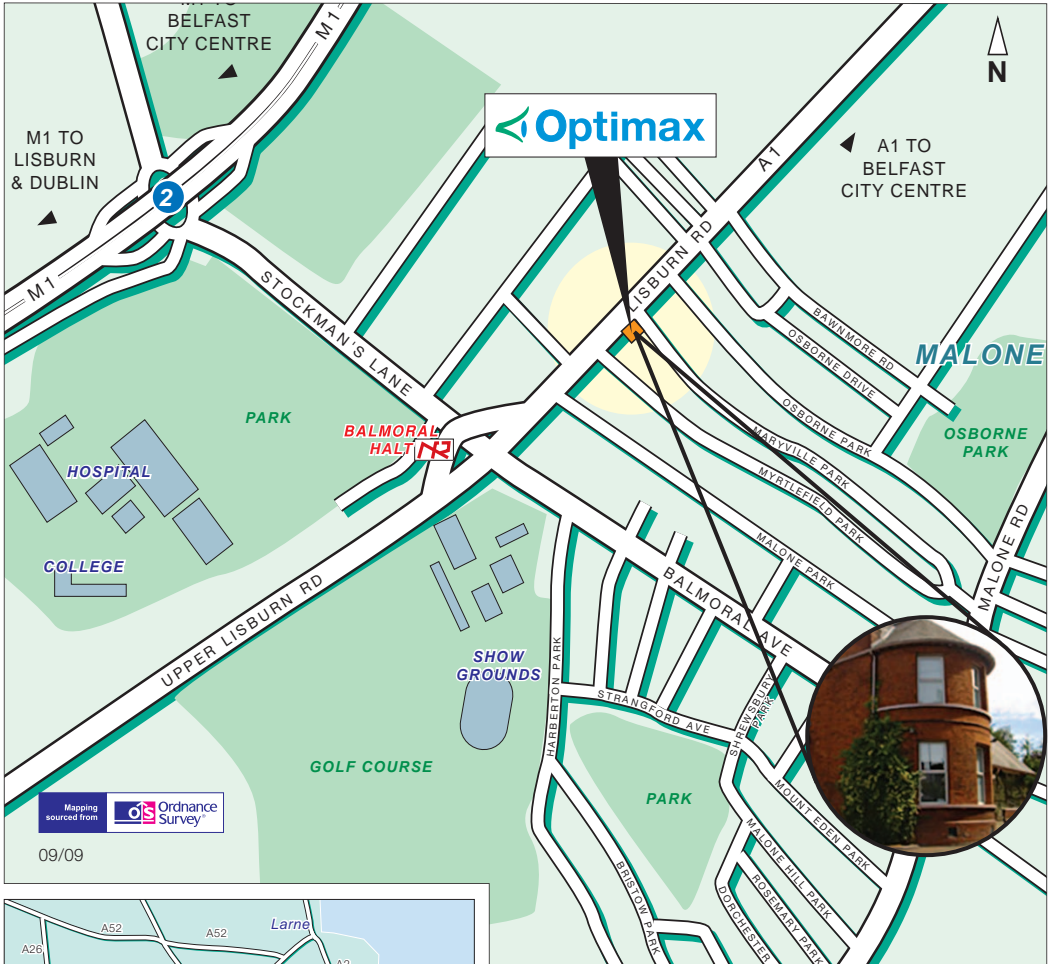 M1 TO
BELFAST
CITY CENTRE
M1
N
Optimax
A1
A1 TO
BELFAST
CITY CENTRE
M1 TO
LISBURN
& DUBLIN
2
LISBURN RD
M1
STOCKMAN'S LANE
BAWNMORE RD
OSBORNE DRIVE
MALONE
OSBORNE PARK
OSBORNE
PARK
PARK
BALMORAL
HALT
MARYVILLE PARK
MYRTLEFIELD PARK
HOSPITAL
MALONE RD
MALONE PARK
COLLEGE
BALMORAL AVE
UPPER LISBURN RD
SHOW
GROUNDS
HARBERTON PARK
STRANGFORD AVE
SHREWSBURY
PARK
GOLF COURSE
PARK
MOUNT EDEN PARK
Mapping
sourced from
OS Ordnance
Survey®
09/09
MALONE HILL PARK
ROSEMARY PARK
DORCHESTER
BRISTOW PARK
Larne
A52
A52
A26
A2